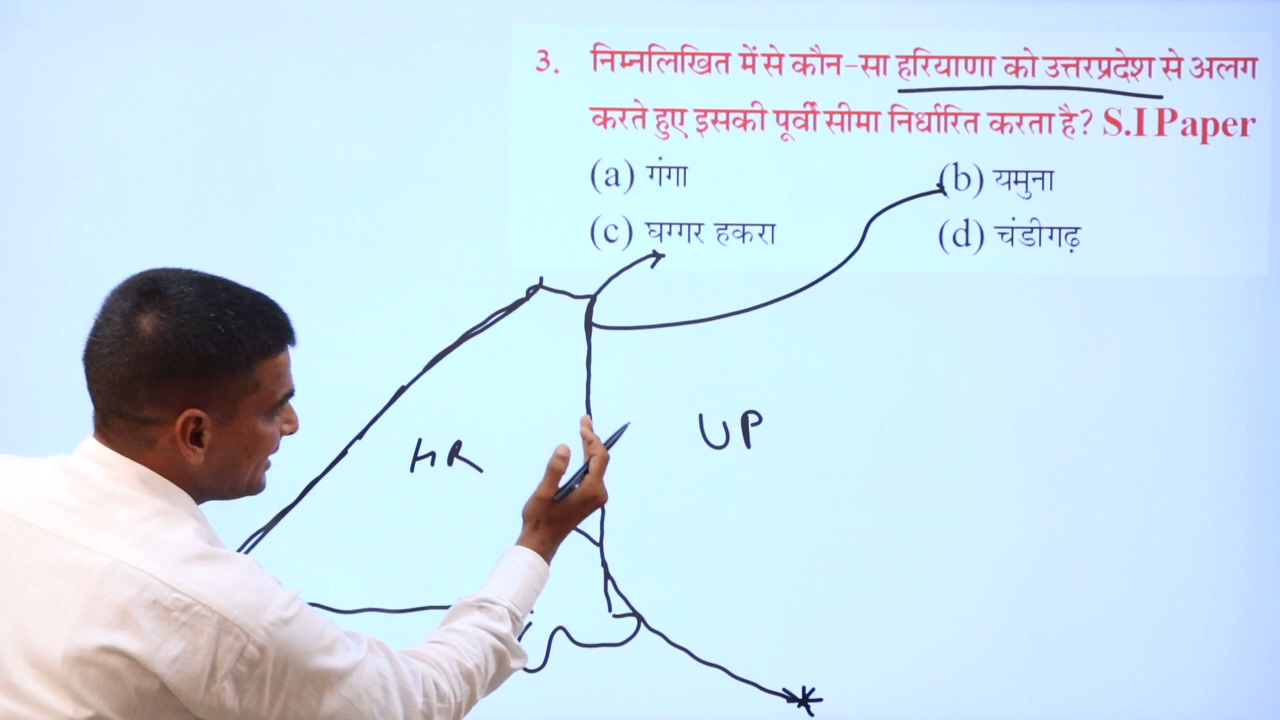 3. निम्नलिखित में से कौन-सा हरियाणा को उत्तरप्रदेश से अलग
करते हुए इसकी पूर्वी सीमा निर्धारित करता है? S.I Paper
(a) गंगा (b) यमुना
(c) घग्गर हकरा (d) चंडीगढ़
HR UP